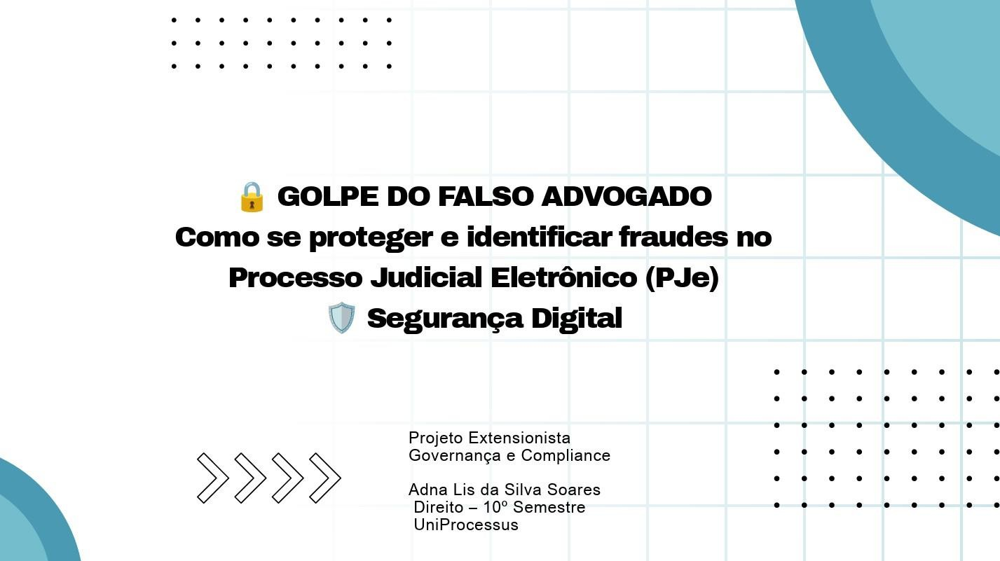 🔒 GOLPE DO FALSO ADVOGADO
Como se proteger e identificar fraudes no
Processo Judicial Eletrônico (PJe)
🛡️ Segurança Digital
Projeto Extensionista
Governança e Compliance
Adna Lis da Silva Soares
Direito – 10º Semestre
UniProcessus